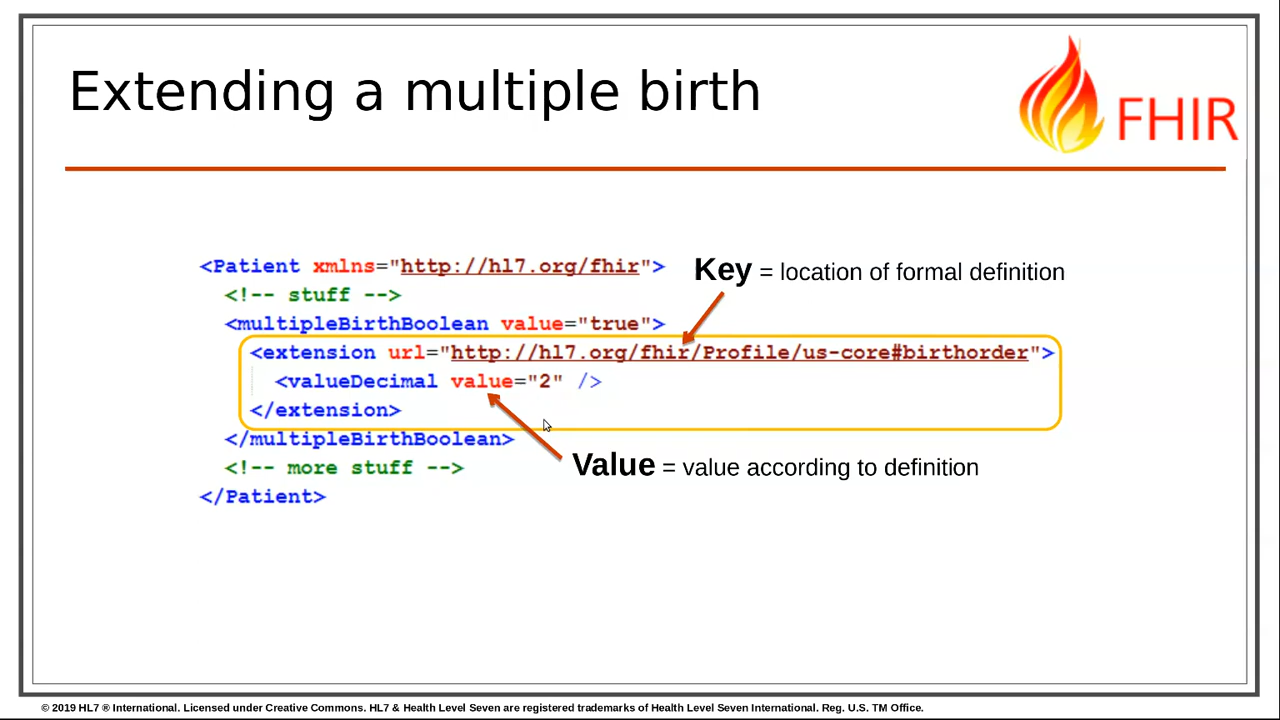 Extending a multiple birth
FHIR
<Patient xmlns="http://hl7.org/fhir">
Key = location of formal definition
<!-- stuff -->
<multipleBirthBoolean value="true">
<extension url="http://hl7.org/fhir/Profile/us-core#birthorder">
<valueDecimal value="2" />
</extension>
</multipleBirthBoolean>
Value = value according to definition
<!-- more stuff -->
</Patient>
© 2019 HL7 ® International. Licensed under Creative Commons. HL7 & Health Level Seven are registered trademarks of Health Level Seven International. Reg. U.S. TM Office.